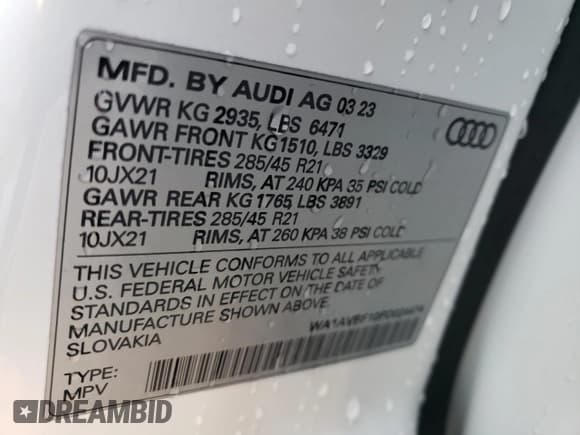 MFD. BY AUDI AG 03 23
GVWR KG 2935, LBS 6471
GAWR FRONT KG1510, LBS 3329
FRONT-TIRES 285/45 R21
10JX21 RIMS, AT 240 KPA 35 PSI COLD
GAWR REAR KG 1765, LBS 3891
REAR-TIRES 285/45 R21
10JX21 RIMS, AT 260 KPA 38 PSI COLD
THIS VEHICLE CONFORMS TO ALL APPLICABLE
U.S. FEDERAL MOTOR VEHICLE SAFETY
STANDARDS IN EFFECT ON THE DATE OF
MANUFACTURE SHOWN ABOVE.
SLOVAKIA
TYPE:
MPV
DREAMBID